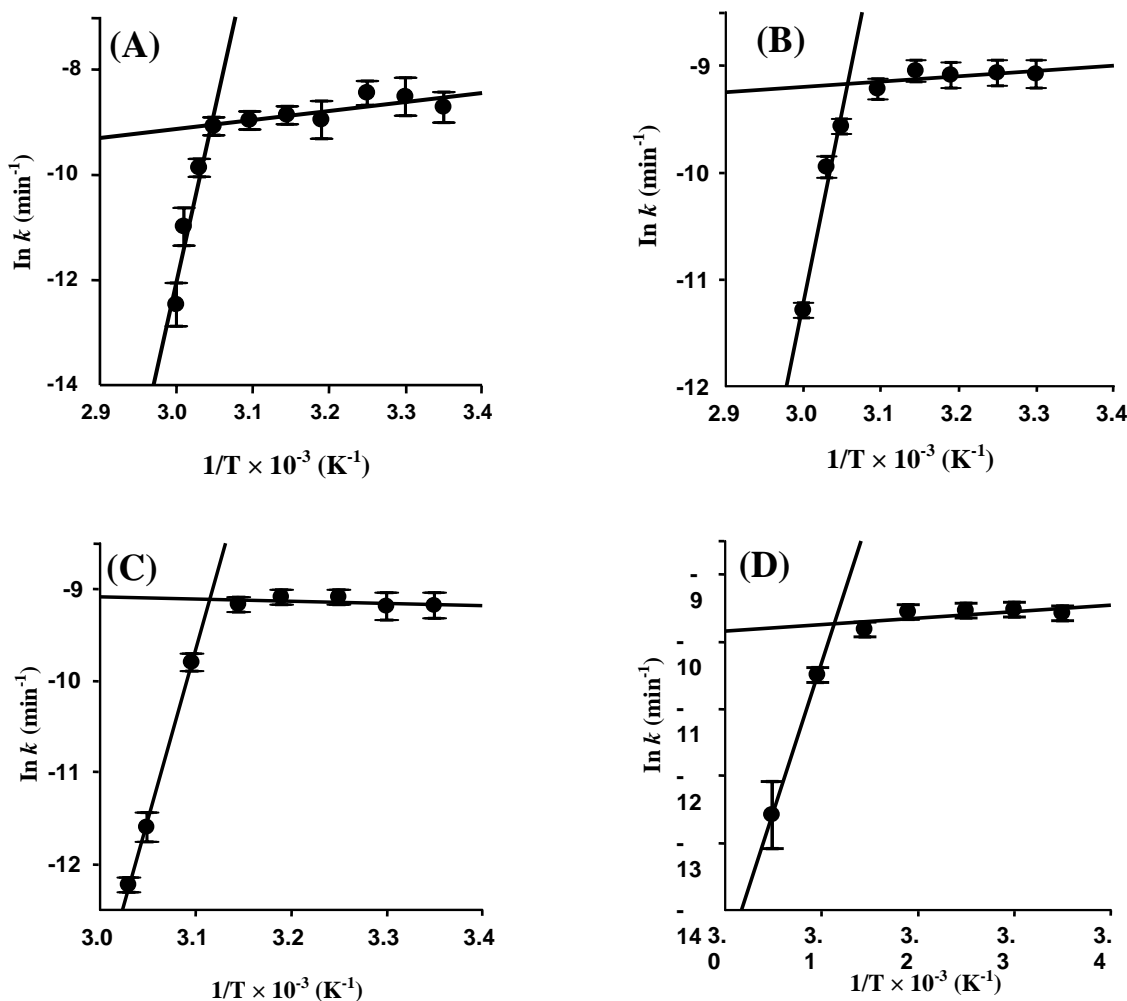 (A)
-8
-10
-12
-14
2.9 3.0 3.1 3.2 3.3 3.4
ln k (min-1)
1/T × 10-3 (K-1)
(B)
-8
-9
-10
-11
-12
2.9 3.0 3.1 3.2 3.3 3.4
ln k (min-1)
1/T × 10-3 (K-1)
(C)
-9
-10
-11
-12
3.0 3.1 3.2 3.3 3.4
ln k (min-1)
1/T × 10-3 (K-1)
(D)
-
9
-
10
-
11
-
12
-
13
-
14 3. 3. 3. 3. 3.
0 1 2 3 4
ln k (min-1)
1/T × 10-3 (K-1)